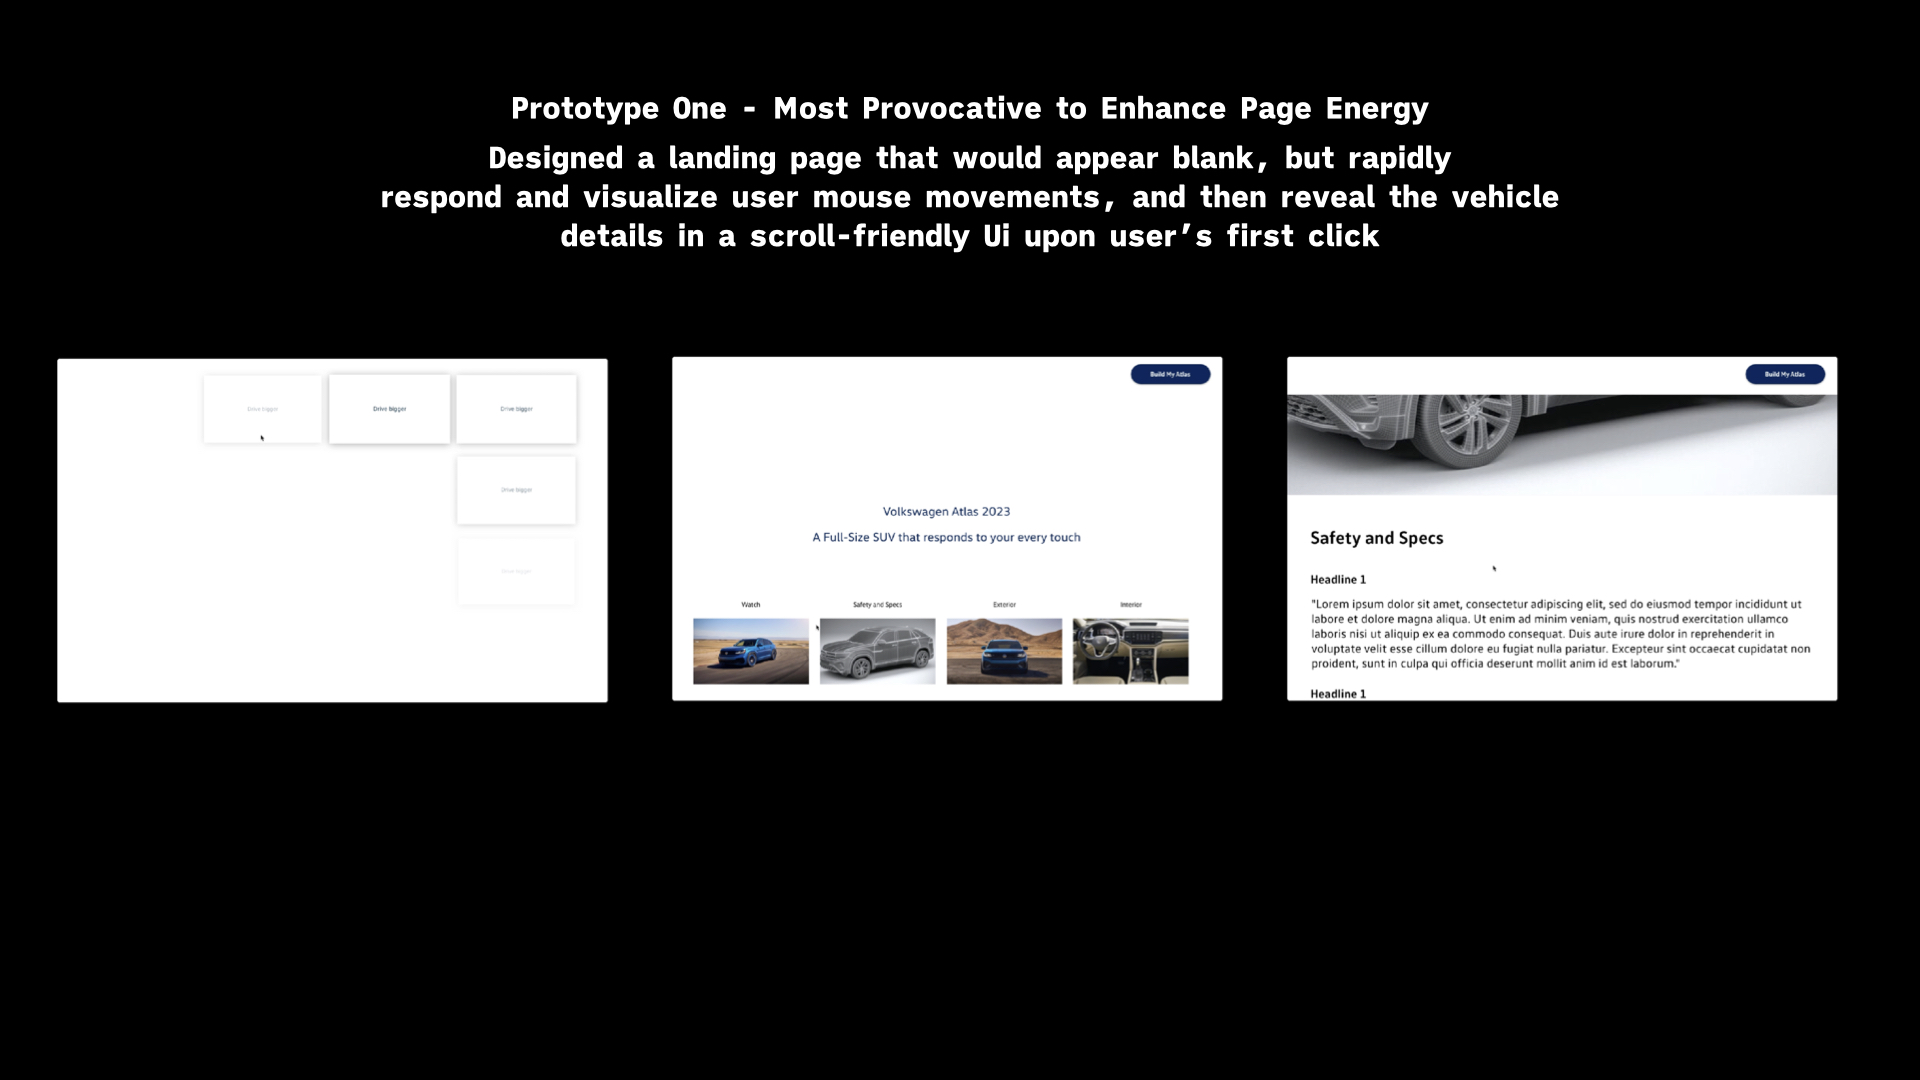 Prototype One - Most Provocative to Enhance Page Energy
Designed a landing page that would appear blank, but rapidly
respond and visualize user mouse movements, and then reveal the vehicle
details in a scroll-friendly Ui upon user’s first click
Drive bigger
Drive bigger
Drive bigger
Drive bigger
Drive bigger
Build My Atlas
Volkswagen Atlas 2023
A Full-Size SUV that responds to your every touch
Watch
Safety and Specs
Exterior
Interior
Build My Atlas
Safety and Specs
Headline 1
"Lorem ipsum dolor sit amet, consectetur adipiscing elit, sed do eiusmod tempor incididunt ut
labore et dolore magna aliqua. Ut enim ad minim veniam, quis nostrud exercitation ullamco
laboris nisi ut aliquip ex ea commodo consequat. Duis aute irure dolor in reprehenderit in
voluptate velit esse cillum dolore eu fugiat nulla pariatur. Excepteur sint occaecat cupidatat non
proident, sunt in culpa qui officia deserunt mollit anim id est laborum."
Headline 1